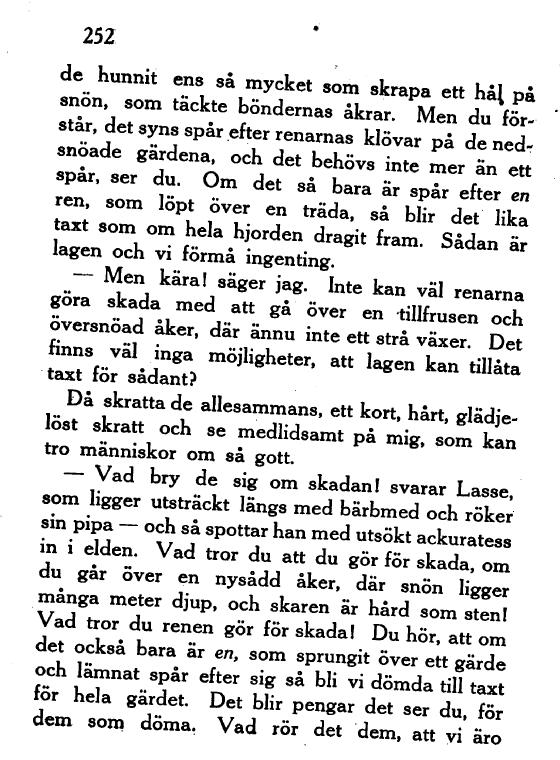 252
de hunnit ens så mycket som skrapa ett hål på
snön, som täckte böndernas åkrar. Men du för-
står, det syns spår efter renarnas klövar på de ned-
snöade gärdena, och det behövs inte mer än ett
spår, ser du. Om det så bara är spår efter en
ren, som löpt över en träda, så blir det lika
taxt som om hela hjorden dragit fram. Sådan är
lagen och vi förmå ingenting.
— Men kära! säger jag. Inte kan väl renarna
göra skada med att gå över en tillfrusen och
översnöad åker, där ännu inte ett strå växer. Det
finns väl inga möjligheter, att lagen kan tillåta
taxt för sådant?
Då skratta de allesammans, ett kort, hårt, glädje-
löst skratt och se medlidsamt på mig, som kan
tro människor om så gott.
— Vad bry de sig om skadan! svarar Lasse,
som ligger utsträckt längs med bärbmed och röker
sin pipa — och så spottar han med utsökt ackuratess
in i elden. Vad tror du att du gör för skada, om
du går över en nysådd åker, där snön ligger
många meter djup, och skaren är hård som sten!
Vad tror du renen gör för skada! Du hör, att om
det också bara är en, som sprungit över ett gärde
och lämnat spår efter sig så bli vi dömda till taxt
för hela gärdet. Det blir pengar det ser du, för
dem som döma. Vad rör det dem, att vi äro